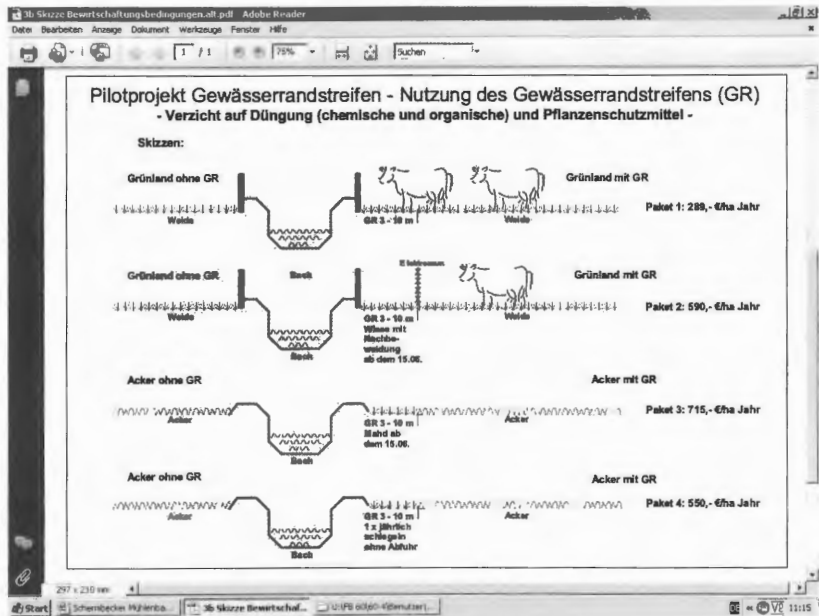 3b Skizze Bewirtschaftungsbedingungen.alt.pdf - Adobe Reader
Datei Bearbeiten Anzeige Dokument Werkzeuge Fenster Hilfe
1 / 1 75% Suchen
Pilotprojekt Gewässerrandstreifen - Nutzung des Gewässerrandstreifens (GR)
- Verzicht auf Düngung (chemische und organische) und Pflanzenschutzmittel -
Skizzen:
Grünland ohne GR Grünland mit GR
Paket 1: 289,- €/ha Jahr
Weide GR 3 - 10 m Weide
Grünland ohne GR Bach Elektrozaun Grünland mit GR
Paket 2: 590,- €/ha Jahr
Weide Bach GR 3 - 10 m Weide
Wiese mit
Nachbe-
weidung
ab dem 15.06.
Acker ohne GR Acker mit GR
Paket 3: 715,- €/ha Jahr
Acker GR 3 - 10 m Acker
Mahd ab
dem 15.06.
Bach
Acker ohne GR Acker mit GR
Paket 4: 550,- €/ha Jahr
Acker GR 3 - 10 m Acker
1 x jährlich
schlegeln
ohne Abfuhr
Bach
297 x 230 mm
Start 3b Skizze Bewirtschaf... DE 11:15